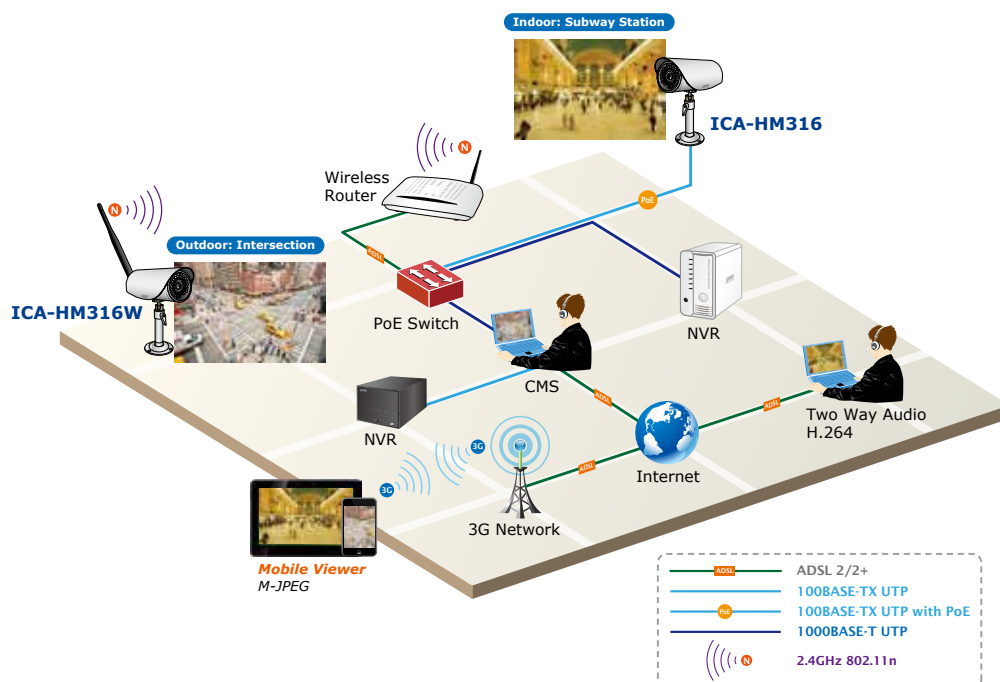 Indoor: Subway Station
ICA-HM316
N
Wireless
Router
PoE
N
Outdoor: Intersection
ADSL
ICA-HM316W
PoE Switch
NVR
CMS
ADSL
ADSL
Two Way Audio
H.264
NVR
3G
Internet
3G
ADSL
3G Network
Mobile Viewer
M-JPEG
ADSL
ADSL 2/2+
100BASE-TX UTP
PoE
100BASE-TX UTP with PoE
1000BASE-T UTP
N
2.4GHz 802.11n